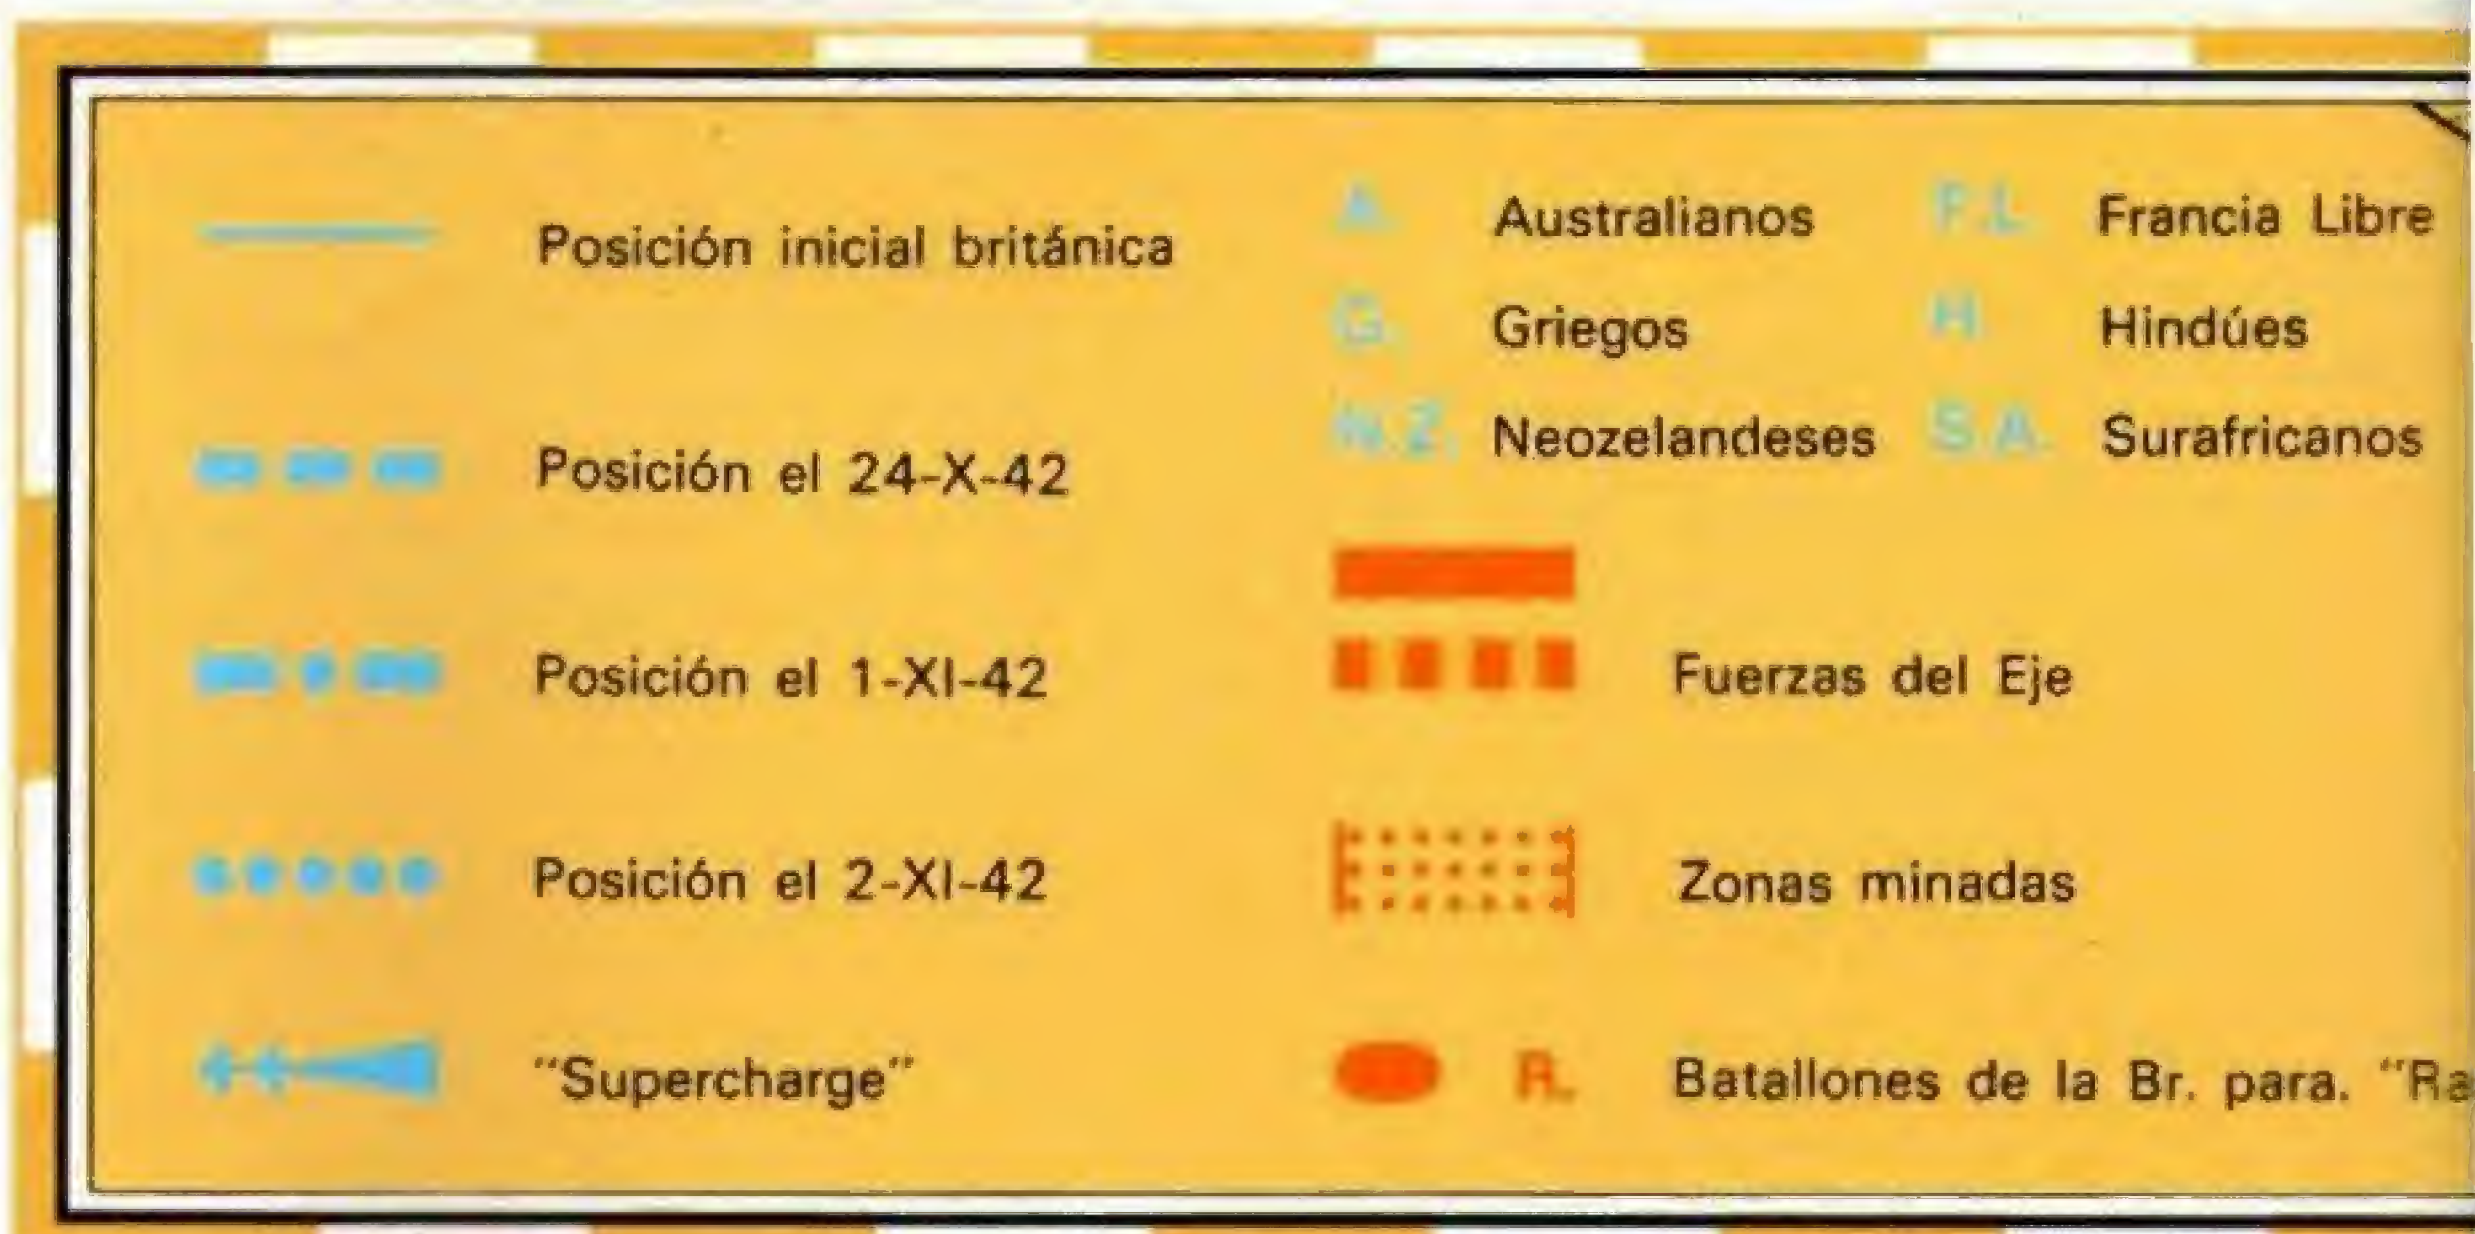 Posición inicial británica
Posición el 24-X-42
Posición el 1-XI-42
Posición el 2-XI-42
"Supercharge"
A. Australianos F.L. Francia Libre
G. Griegos H. Hindúes
N.Z. Neozelandeses S.A. Surafricanos
Fuerzas del Eje
Zonas minadas
R. Batallones de la Br. para.